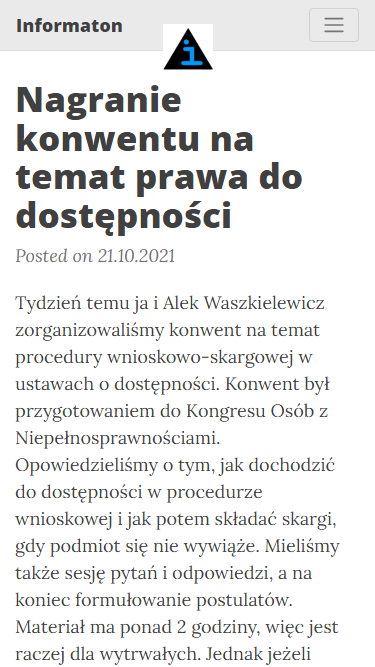 Informaton
i
Nagranie
konwentu na
temat prawa do
dostępności
Posted on 21.10.2021
Tydzień temu ja i Alek Waszkielewicz
zorganizowaliśmy konwent na temat
procedury wnioskowo-skargowej w
ustawach o dostępności. Konwent był
przygotowaniem do Kongresu Osób z
Niepełnosprawnościami.
Opowiedzieliśmy o tym, jak dochodzić
do dostępności w procedurze
wnioskowej i jak potem składać skargi,
gdy podmiot się nie wywiąże. Mieliśmy
także sesję pytań i odpowiedzi, a na
koniec formułowanie postulatów.
Materiał ma ponad 2 godziny, więc jest
raczej dla wytrwałych. Jednak jeżeli